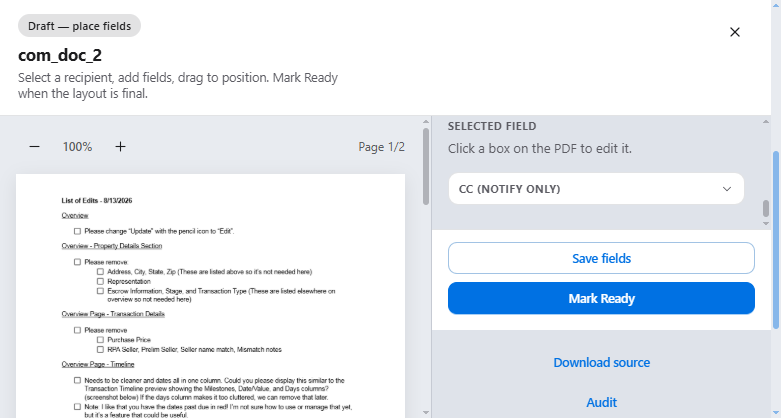 Draft — place fields
com_doc_2
Select a recipient, add fields, drag to position. Mark Ready
when the layout is final.
100%
Page 1/2
List of Edits - 8/13/2026
Overview
Please change "Update" with the pencil icon to "Edit".
Overview - Property Details Section
Please remove:
Address, City, State, Zip (These are listed above so it's not needed here)
Representation
Escrow Information, Stage, and Transaction Type (These are listed elsewhere on
overview so not needed here)
Overview Page - Transaction Details
Please remove
Purchase Price
RPA Seller, Prelim Seller, Seller name match, Mismatch notes
Overview Page - Timeline
Needs to be cleaner and dates all in one column. Could you please display this similar to the
Transaction Timeline preview showing the Milestones, Date/Value, and Days columns?
(screenshot below) If the days column makes it too cluttered, we can remove that later.
Note: I like that you have the dates past due in red! I'm not sure how to use or manage that yet,
but it's a feature that could be useful.
SELECTED FIELD
Click a box on the PDF to edit it.
CC (NOTIFY ONLY)
Save fields
Mark Ready
Download source
Audit